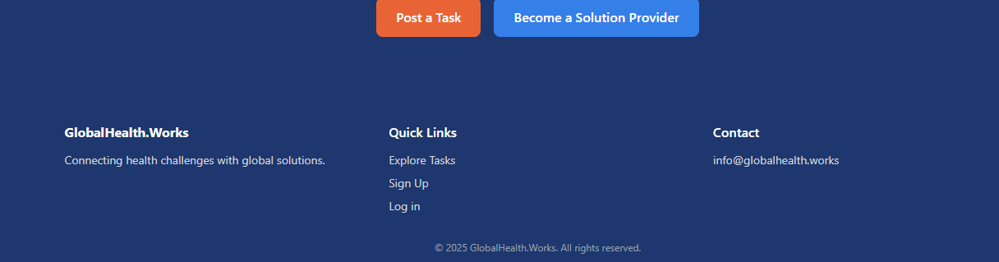 Post a Task
Become a Solution Provider
GlobalHealth.Works
Connecting health challenges with global solutions.
Quick Links
Explore Tasks
Sign Up
Log in
Contact
info@globalhealth.works
© 2025 GlobalHealth.Works. All rights reserved.